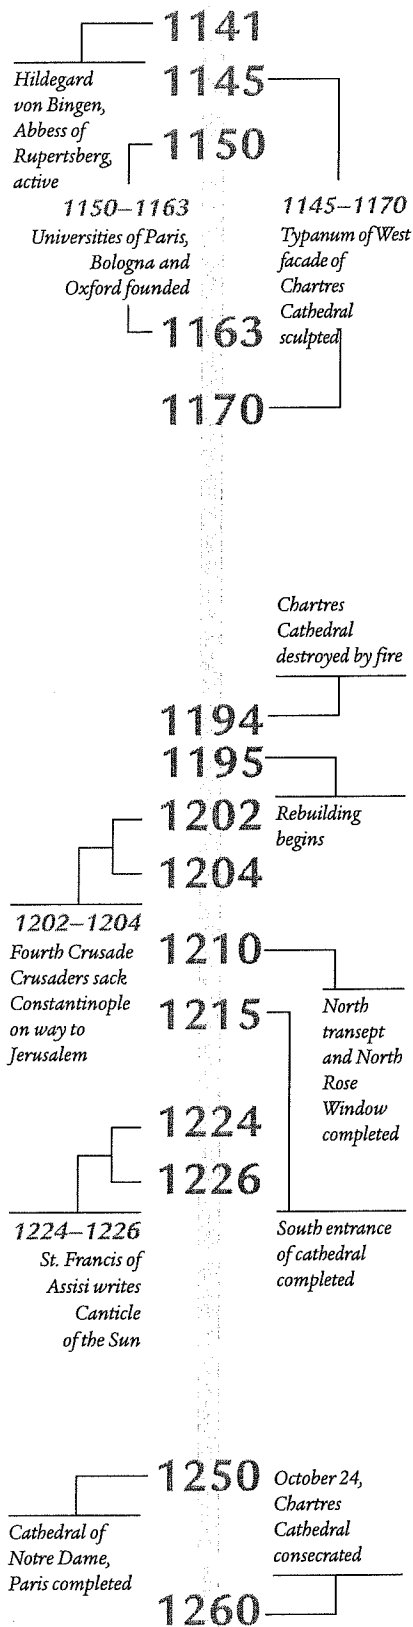 1141
Hildegard
von Bingen,
Abbess of
Rupertsberg,
active
1145
1150
1150–1163
Universities of Paris,
Bologna and
Oxford founded
1145–1170
Typanum of West
facade of
Chartres
Cathedral
sculpted
1163
1170
Chartres
Cathedral
destroyed by fire
1194
1195
Rebuilding
begins
1202
1204
1202–1204
Fourth Crusade
Crusaders sack
Constantinople
on way to
Jerusalem
1210
North
transept
and North
Rose
Window
completed
1215
South entrance
of cathedral
completed
1224
1226
1224–1226
St. Francis of
Assisi writes
Canticle
of the Sun
1250
Cathedral of
Notre Dame,
Paris completed
October 24,
Chartres
Cathedral
consecrated
1260